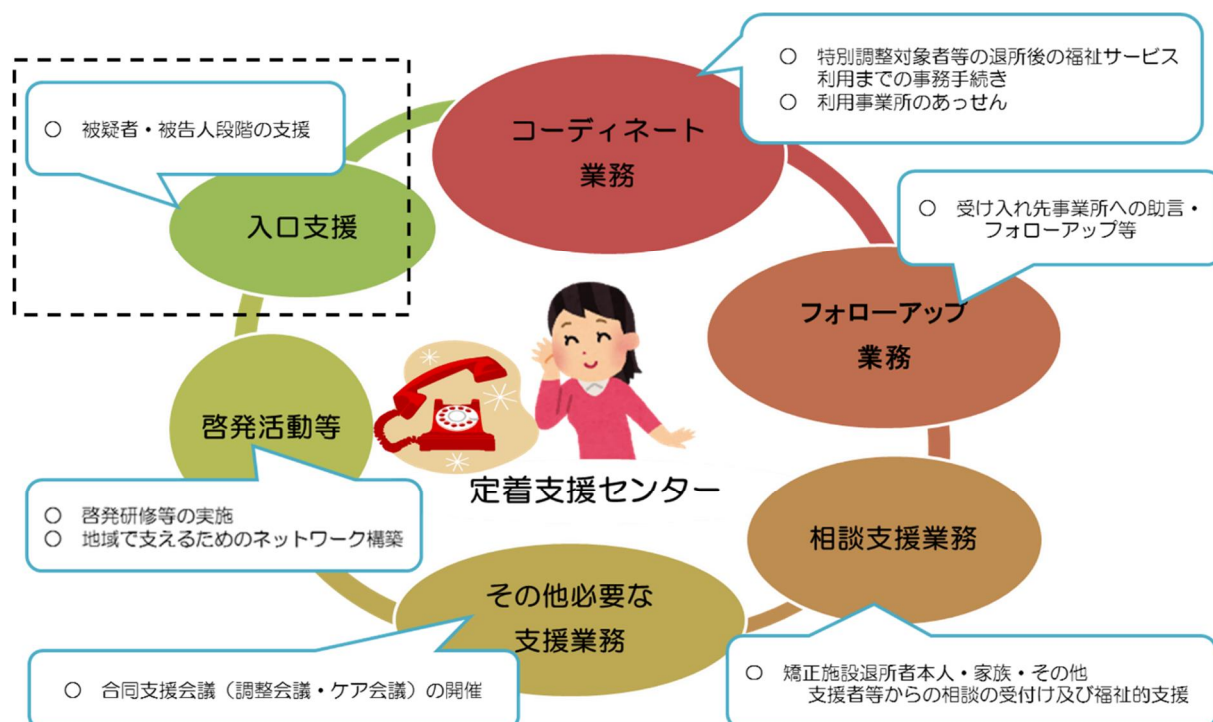 ○ 特別調整対象者等の退所後の福祉サービス
利用までの事務手続き
○ 利用事業所のあっせん
コーディネート
業務
○ 被疑者・被告人段階の支援
入口支援
○ 受け入れ先事業所への助言・
フォローアップ等
フォローアップ
業務
啓発活動等
定着支援センター
○ 啓発研修等の実施
○ 地域で支えるためのネットワーク構築
相談支援業務
その他必要な
支援業務
○ 合同支援会議（調整会議・ケア会議）の開催
○ 矯正施設退所者本人・家族・その他
支援者等からの相談の受付け及び福祉的支援